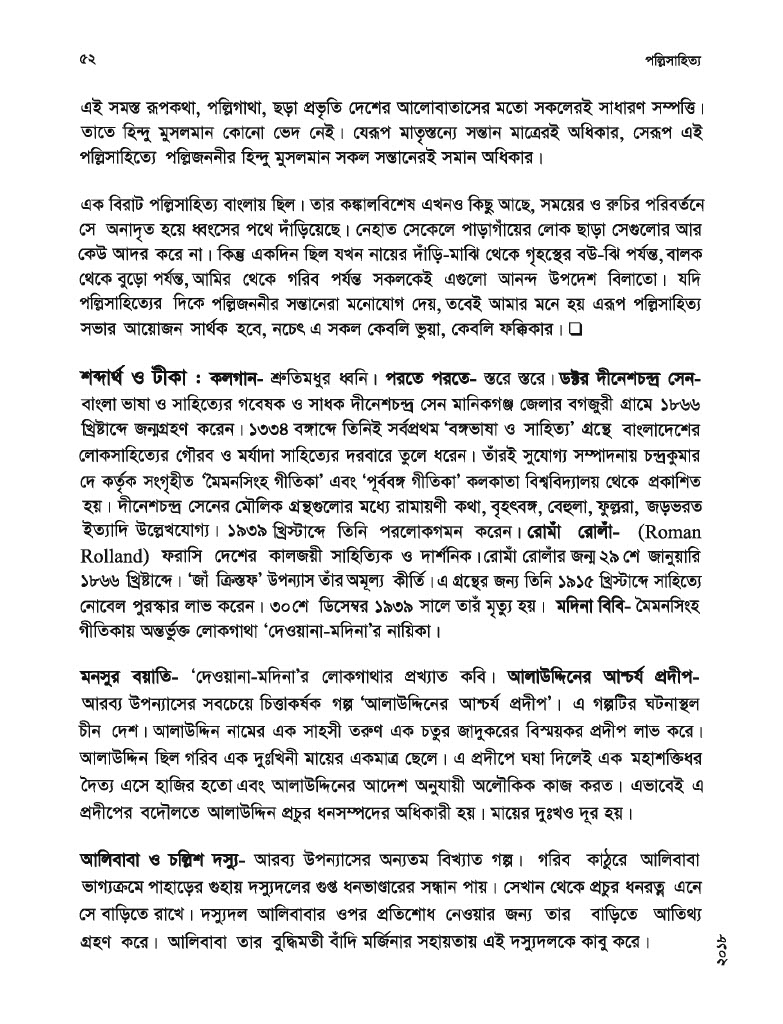 ৫২ পল্লিসাহিত্য
এই সমস্ত রূপকথা, পল্লিগাথা, ছড়া প্রভৃতি দেশের আলোবাতাসের মতো সকলেরই সাধারণ সম্পত্তি।
তাতে হিন্দু মুসলমান কোনো ভেদ নেই। যেরূপ মাতৃস্তন্যে সন্তান মাত্রেরই অধিকার, সেরূপ এই
পল্লিসাহিত্যে পল্লিজননীর হিন্দু মুসলমান সকল সন্তানেরই সমান অধিকার।
এক বিরাট পল্লিসাহিত্য বাংলায় ছিল। তার কঙ্কালবিশেষ এখনও কিছু আছে, সময়ের ও রুচির পরিবর্তনে
সে অনাদৃত হয়ে ধ্বংসের পথে দাঁড়িয়েছে। নেহাত সেকেলে পাড়াগাঁয়ের লোক ছাড়া সেগুলোর আর
কেউ আদর করে না। কিন্তু একদিন ছিল যখন নায়ের দাঁড়ি-মাঝি থেকে গৃহস্থের বউ-ঝি পর্যন্ত, বালক
থেকে বুড়ো পর্যন্ত, আমির থেকে গরিব পর্যন্ত সকলকেই এগুলো আনন্দ উপদেশ বিলাতো। যদি
পল্লিসাহিত্যের দিকে পল্লিজননীর সন্তানেরা মনোযোগ দেয়, তবেই আমার মনে হয় এরূপ পল্লিসাহিত্য
সভার আয়োজন সার্থক হবে, নচেৎ এ সকল কেবলি ভুয়া, কেবলি ফক্কিকার। ❑
শব্দার্থ ও টীকা : কলগান- শ্রুতিমধুর ধ্বনি। পরতে পরতে- স্তরে স্তরে। ডক্টর দীনেশচন্দ্র সেন-
বাংলা ভাষা ও সাহিত্যের গবেষক ও সাধক দীনেশচন্দ্র সেন মানিকগঞ্জ জেলার বগজুরী গ্রামে ১৮৬৬
খ্রিষ্টাব্দে জন্মগ্রহণ করেন। ১৩৩৪ বঙ্গাব্দে তিনিই সর্বপ্রথম ‘বঙ্গভাষা ও সাহিত্য’ গ্রন্থে বাংলাদেশের
লোকসাহিত্যের গৌরব ও মর্যাদা সাহিত্যের দরবারে তুলে ধরেন। তাঁরই সুযোগ্য সম্পাদনায় চন্দ্রকুমার
দে কর্তৃক সংগৃহীত ‘মৈমনসিংহ গীতিকা’ এবং ‘পূর্ববঙ্গ গীতিকা’ কলকাতা বিশ্ববিদ্যালয় থেকে প্রকাশিত
হয়। দীনেশচন্দ্র সেনের মৌলিক গ্রন্থগুলোর মধ্যে রামায়ণী কথা, বৃহৎবঙ্গ, বেহুলা, ফুল্লরা, জড়ভরত
ইত্যাদি উল্লেখযোগ্য। ১৯৩৯ খ্রিস্টাব্দে তিনি পরলোকগমন করেন। রোমাঁ রোলাঁ- (Roman
Rolland) ফরাসি দেশের কালজয়ী সাহিত্যিক ও দার্শনিক। রোমাঁ রোলাঁর জন্ম ২৯ শে জানুয়ারি
১৮৬৬ খ্রিষ্টাব্দে। ‘জাঁ ক্রিস্তফ’ উপন্যাস তাঁর অমূল্য কীর্তি। এ গ্রন্থের জন্য তিনি ১৯১৫ খ্রিস্টাব্দে সাহিত্যে
নোবেল পুরস্কার লাভ করেন। ৩০শে ডিসেম্বর ১৯৩৯ সালে তারঁ মৃত্যু হয়। মদিনা বিবি- মৈমনসিংহ
গীতিকায় অন্তর্ভুক্ত লোকগাথা ‘দেওয়ানা-মদিনা’র নায়িকা।
মনসুর বয়াতি- ‘দেওয়ানা-মদিনা’র লোকগাথার প্রখ্যাত কবি। আলাউদ্দিনের আশ্চর্য প্রদীপ-
আরব্য উপন্যাসের সবচেয়ে চিত্তাকর্ষক গল্প ‘আলাউদ্দিনের আশ্চর্য প্রদীপ’। এ গল্পটির ঘটনাস্থল
চীন দেশ। আলাউদ্দিন নামের এক সাহসী তরুণ এক চতুর জাদুকরের বিস্ময়কর প্রদীপ লাভ করে।
আলাউদ্দিন ছিল গরিব এক দুঃখিনী মায়ের একমাত্র ছেলে। এ প্রদীপে ঘষা দিলেই এক মহাশক্তিধর
দৈত্য এসে হাজির হতো এবং আলাউদ্দিনের আদেশ অনুযায়ী অলৌকিক কাজ করত। এভাবেই এ
প্রদীপের বদৌলতে আলাউদ্দিন প্রচুর ধনসম্পদের অধিকারী হয়। মায়ের দুঃখও দূর হয়।
আলিবাবা ও চল্লিশ দস্যু- আরব্য উপন্যাসের অন্যতম বিখ্যাত গল্প। গরিব কাঠুরে আলিবাবা
ভাগ্যক্রমে পাহাড়ের গুহায় দস্যুদলের গুপ্ত ধনভাণ্ডারের সন্ধান পায়। সেখান থেকে প্রচুর ধনরত্ন এনে
সে বাড়িতে রাখে। দস্যুদল আলিবাবার ওপর প্রতিশোধ নেওয়ার জন্য তার বাড়িতে আতিথ্য
গ্রহণ করে। আলিবাবা তার বুদ্ধিমতী বাঁদি মর্জিনার সহায়তায় এই দস্যুদলকে কাবু করে।
২০১৮